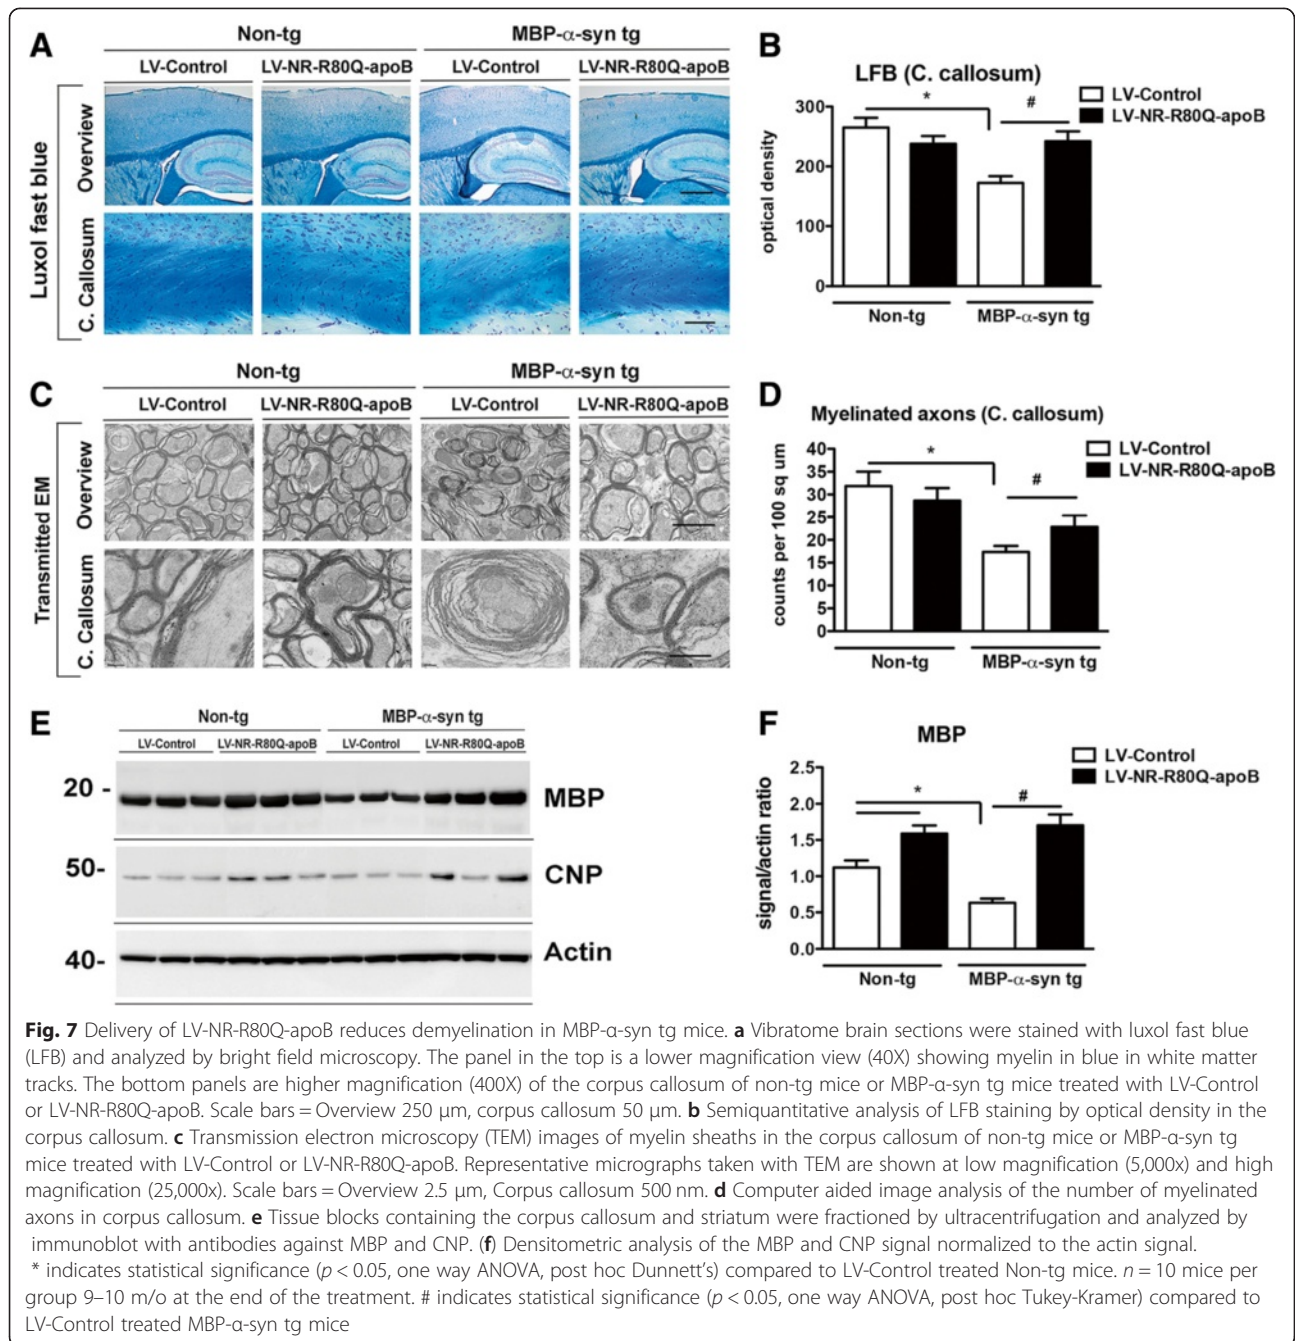 A
Non-tg
MBP-α-syn tg
LV-Control
LV-NR-R80Q-apoB
LV-Control
LV-NR-R80Q-apoB
Luxol fast blue
Overview
C. Callosum
B
LFB (C. callosum)
LV-Control
LV-NR-R80Q-apoB
optical density
300
200
100
0
*
#
Non-tg
MBP-α-syn tg
C
Non-tg
MBP-α-syn tg
LV-Control
LV-NR-R80Q-apoB
LV-Control
LV-NR-R80Q-apoB
Transmitted EM
Overview
C. Callosum
D
Myelinated axons (C. callosum)
LV-Control
LV-NR-R80Q-apoB
counts per 100 sq um
40
35
30
25
20
15
10
5
0
*
#
Non-tg
MBP-α-syn tg
E
Non-tg
MBP-α-syn tg
LV-Control
LV-NR-R80Q-apoB
LV-Control
LV-NR-R80Q-apoB
20 -
MBP
50-
CNP
40-
Actin
F
MBP
LV-Control
LV-NR-R80Q-apoB
signal/actin ratio
2.5
2.0
1.5
1.0
0.5
0.0
*
#
Non-tg
MBP-α-syn tg
Fig. 7 Delivery of LV-NR-R80Q-apoB reduces demyelination in MBP-α-syn tg mice. a Vibratome brain sections were stained with luxol fast blue
(LFB) and analyzed by bright field microscopy. The panel in the top is a lower magnification view (40X) showing myelin in blue in white matter
tracks. The bottom panels are higher magnification (400X) of the corpus callosum of non-tg mice or MBP-α-syn tg mice treated with LV-Control
or LV-NR-R80Q-apoB. Scale bars = Overview 250 μm, corpus callosum 50 μm. b Semiquantitative analysis of LFB staining by optical density in the
corpus callosum. c Transmission electron microscopy (TEM) images of myelin sheaths in the corpus callosum of non-tg mice or MBP-α-syn tg
mice treated with LV-Control or LV-NR-R80Q-apoB. Representative micrographs taken with TEM are shown at low magnification (5,000x) and high
magnification (25,000x). Scale bars = Overview 2.5 μm, Corpus callosum 500 nm. d Computer aided image analysis of the number of myelinated
axons in corpus callosum. e Tissue blocks containing the corpus callosum and striatum were fractioned by ultracentrifugation and analyzed by
immunoblot with antibodies against MBP and CNP. (f) Densitometric analysis of the MBP and CNP signal normalized to the actin signal.
* indicates statistical significance (p < 0.05, one way ANOVA, post hoc Dunnett's) compared to LV-Control treated Non-tg mice. n = 10 mice per
group 9–10 m/o at the end of the treatment. # indicates statistical significance (p < 0.05, one way ANOVA, post hoc Tukey-Kramer) compared to
LV-Control treated MBP-α-syn tg mice